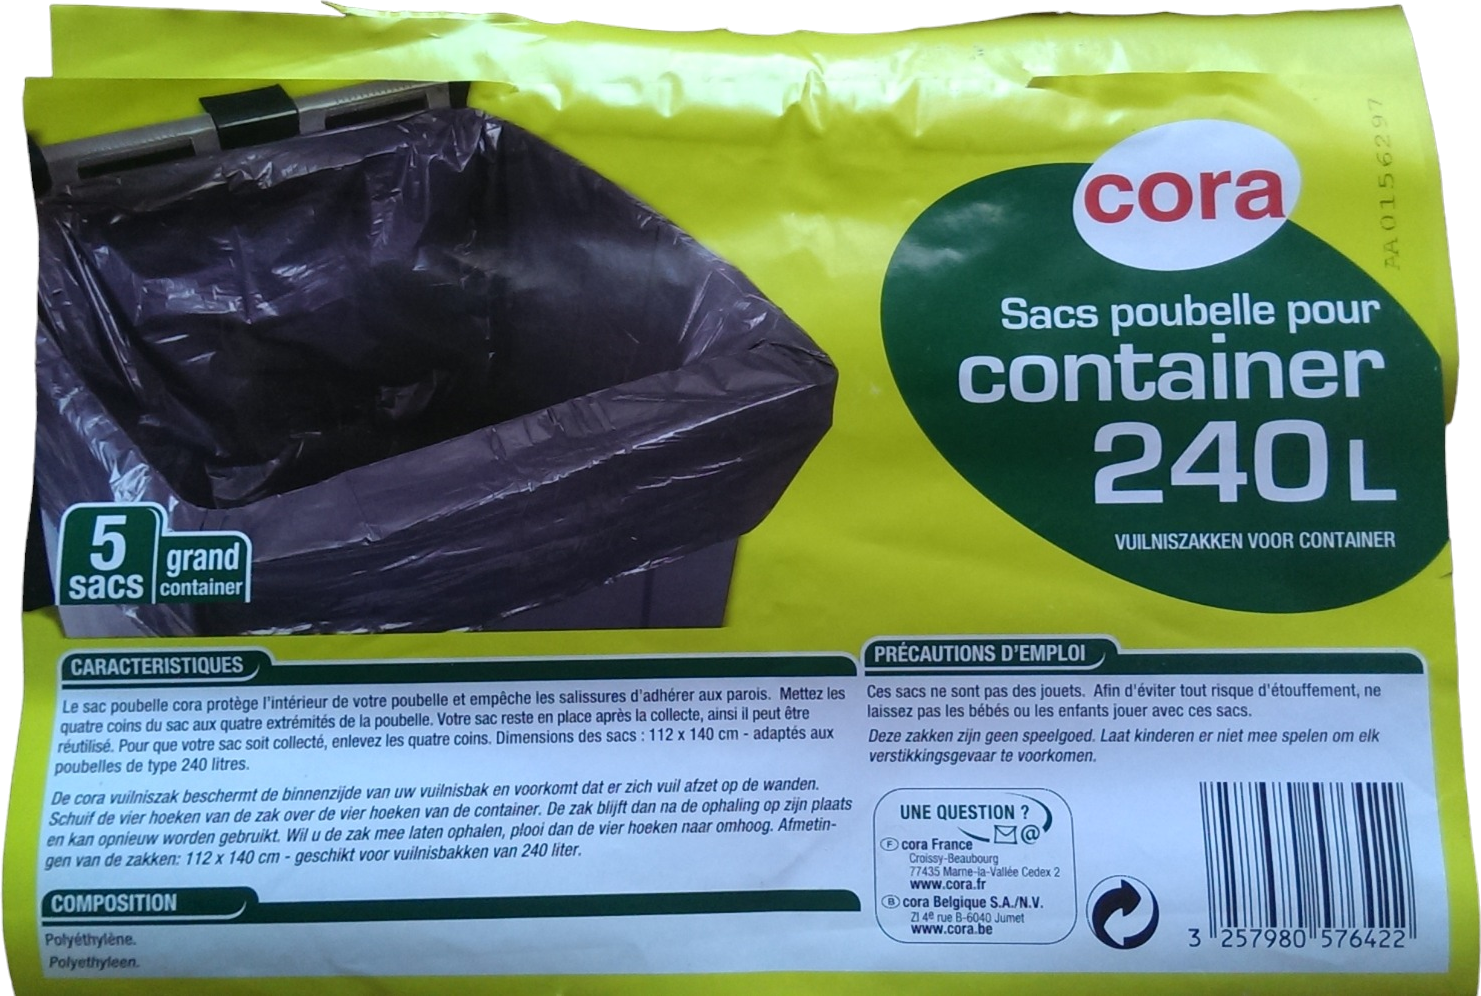 cora
AA0156297
Sacs poubelle pour
container
240 L
VUILNISZAKKEN VOOR CONTAINER
5
sacs
grand
container
CARACTERISTIQUES
Le sac poubelle cora protège l'intérieur de votre poubelle et empêche les salissures d'adhérer aux parois. Mettez les
quatre coins du sac aux quatre extrémités de la poubelle. Votre sac reste en place après la collecte, ainsi il peut être
réutilisé. Pour que votre sac soit collecté, enlevez les quatre coins. Dimensions des sacs : 112 x 140 cm - adaptés aux
poubelles de type 240 litres.
De cora vuilniszak beschermt de binnenzijde van uw vuilnisbak en voorkomt dat er zich vuil afzet op de wanden.
Schuif de vier hoeken van de zak over de vier hoeken van de container. De zak blijft dan na de ophaling op zijn plaats
en kan opnieuw worden gebruikt. Wil u de zak mee laten ophalen, plooi dan de vier hoeken naar omhoog. Afmetin-
gen van de zakken: 112 x 140 cm - geschikt voor vuilnisbakken van 240 liter.
COMPOSITION
Polyéthylène.
Polyethyleen.
PRÉCAUTIONS D'EMPLOI
Ces sacs ne sont pas des jouets. Afin d'éviter tout risque d'étouffement, ne
laissez pas les bébés ou les enfants jouer avec ces sacs.
Deze zakken zijn geen speelgoed. Laat kinderen er niet mee spelen om elk
verstikkingsgevaar te voorkomen.
UNE QUESTION ?
@
F cora France
Croissy-Beaubourg
77435 Marne-la-Vallée Cedex 2
www.cora.fr
B cora Belgique S.A./N.V.
ZI 4e rue B-6040 Jumet
www.cora.be
3 257980 576422